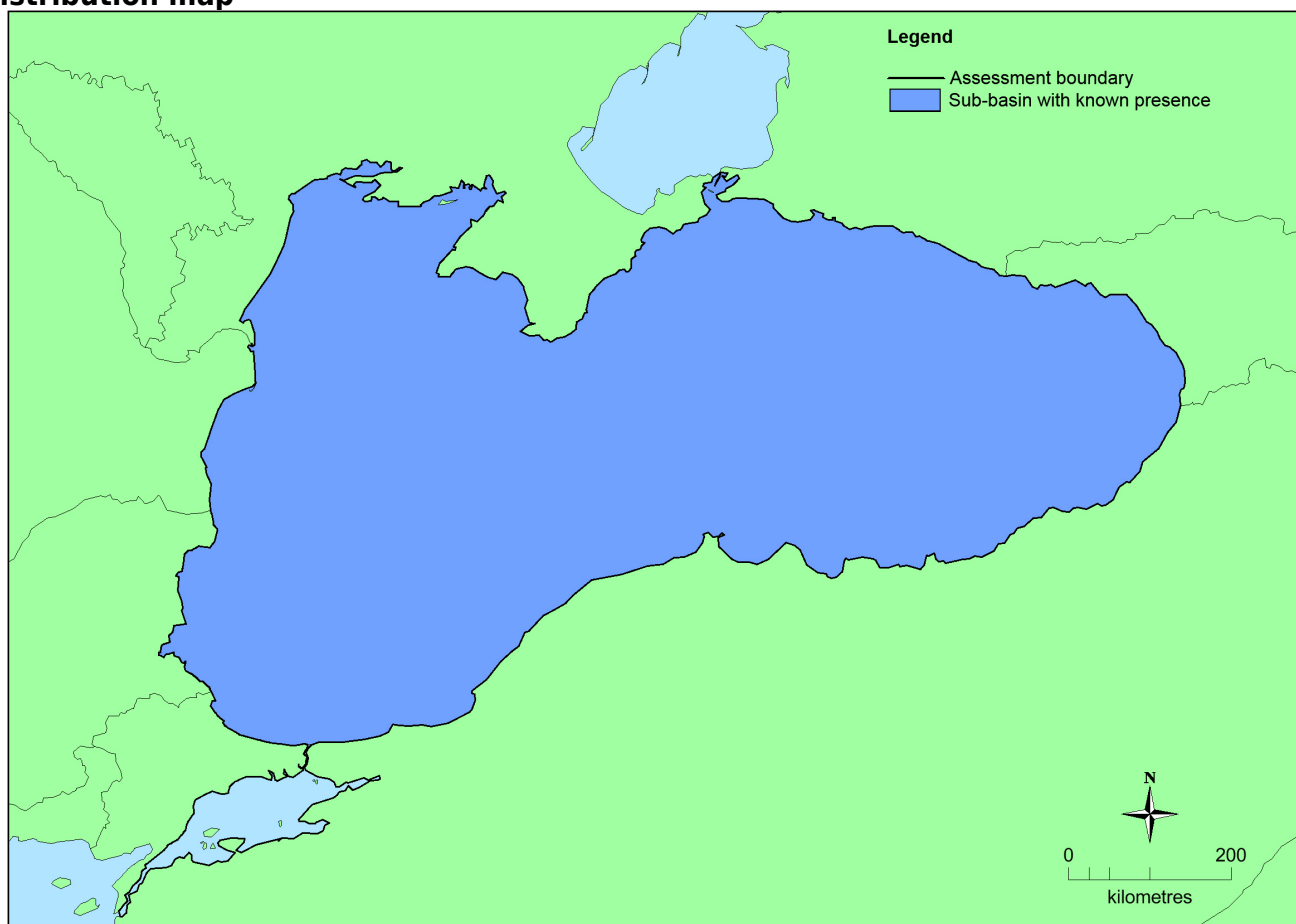 Legend
Assessment boundary
Sub-basin with known presence
N
0 200
kilometres